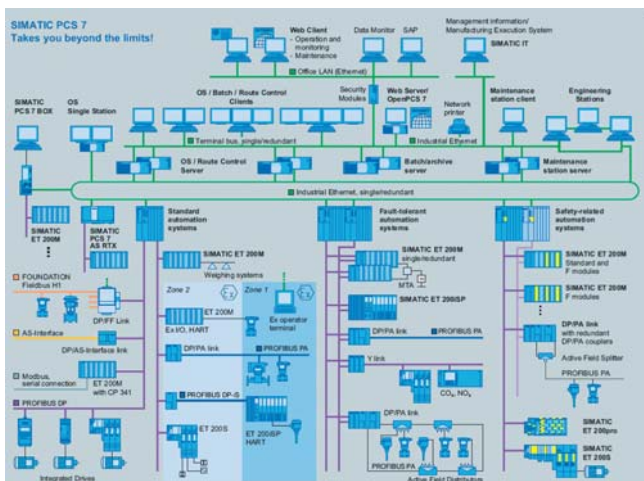 SIMATIC PCS 7
Takes you beyond the limits!
Web Client
- Operation and
monitoring
- Maintenance
Data Monitor
SAP
Management information/
Manufacturing Execution System
SIMATIC IT
Office LAN (Ethernet)
SIMATIC
PCS 7 BOX
OS
Single Station
OS / Batch / Route Control
Clients
Security
Modules
Web Server/
OpenPCS 7
Network
printer
Maintenance
station client
Engineering
Stations
Terminal bus, single/redundant
Industrial Ethernet
OS / Route Control
Server
Batch/archive
server
Maintenance
station server
Industrial Ethernet, single/redundant
SIMATIC
ET 200M
SIMATIC
PCS 7
AS RTX
Standard
automation
systems
Fault-tolerant
automation
systems
Safety-related
automation
systems
SIMATIC ET 200M
Weighing systems
SIMATIC ET 200M
single/redundant
MTA
SIMATIC ET 200M
Standard and
F modules
FOUNDATION
Fieldbus H1
DP/FF Link
Zone 2
Zone 1
ET 200M
Ex I/O, HART
Ex operator
terminal
SIMATIC ET 200iSP
SIMATIC ET 200M
F modules
AS-Interface
DP/AS-Interface link
DP/PA link
PROFIBUS PA
DP/PA link
PROFIBUS PA
DP/PA link
with redundant
DP/PA couplers
Y link
Active Field Splitter
PROFIBUS PA
Modbus,
serial connection
ET 200M
with CP 341
CO₂, NOₓ
PROFIBUS DP
PROFIBUS DP-iS
ET 200S
ET 200iSP
HART
DP/PA link
PROFIBUS PA
Active Field Distributors
SIMATIC
ET 200pro
SIMATIC
ET 200S
Integrated Drives